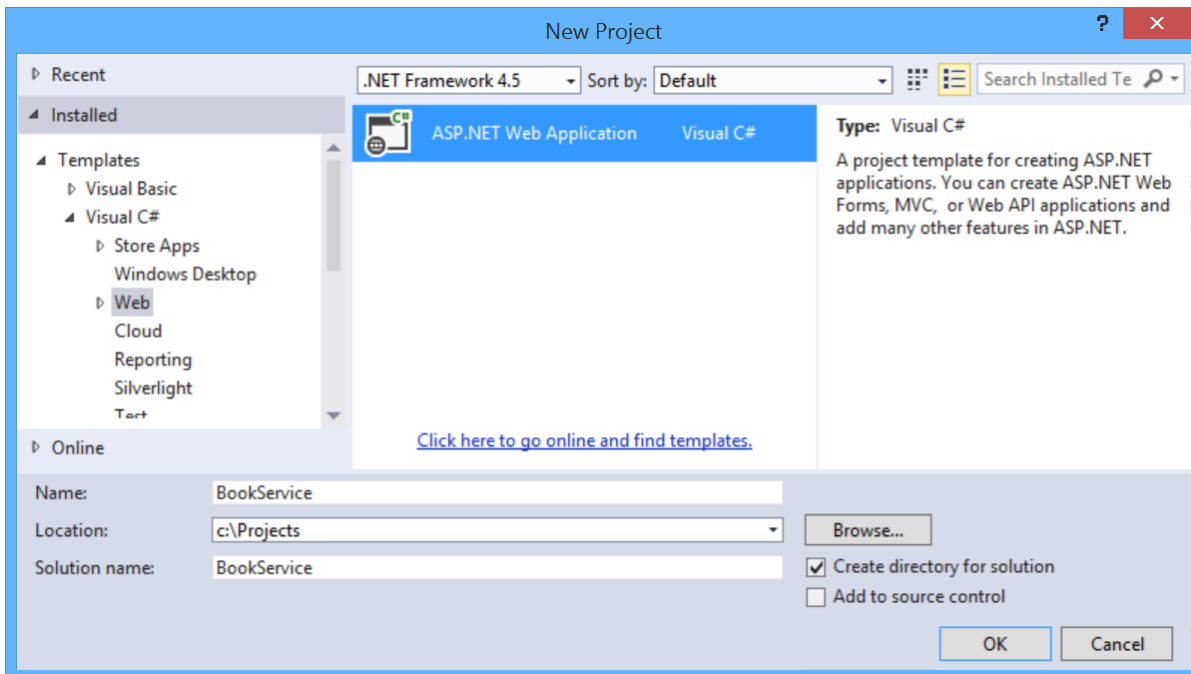 New Project
?
Recent
Installed
Templates
Visual Basic
Visual C#
Store Apps
Windows Desktop
Web
Cloud
Reporting
Silverlight
Test
Online
.NET Framework 4.5
Sort by: Default
Search Installed Te
C#
ASP.NET Web Application Visual C#
Click here to go online and find templates.
Type: Visual C#
A project template for creating ASP.NET
applications. You can create ASP.NET Web
Forms, MVC, or Web API applications and
add many other features in ASP.NET.
Name: BookService
Location: c:\Projects
Browse...
Solution name: BookService
Create directory for solution
Add to source control
OK
Cancel